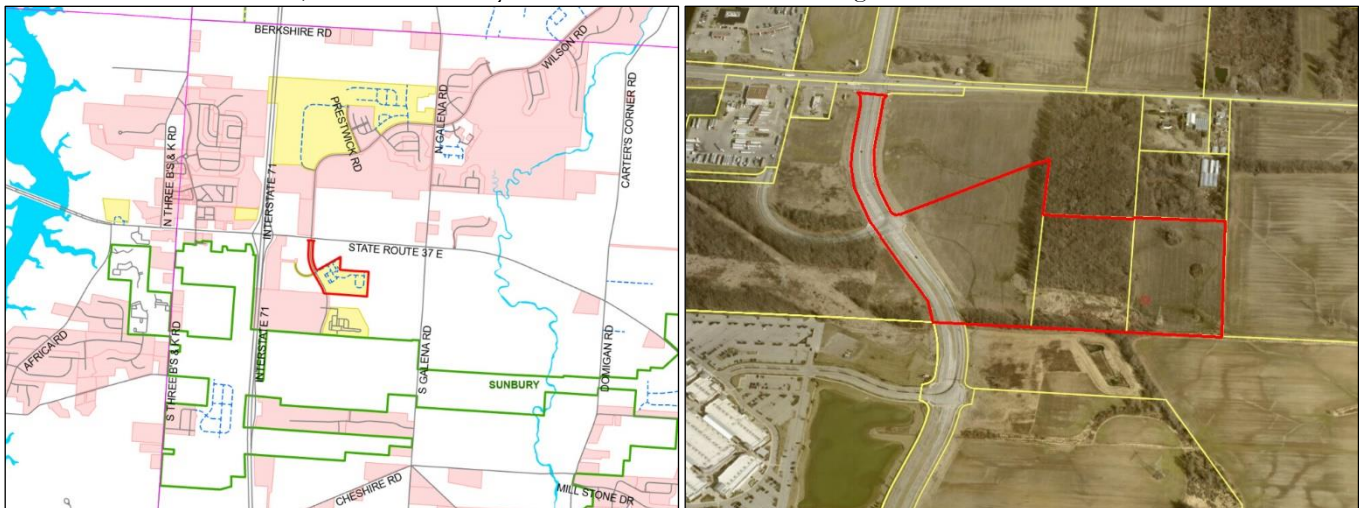 BERKSHIRE RD
WILSON RD
CARTER'S CORNER RD
PRESTWICK RD
N GALENA RD
N THREE B'S & K RD
INTERSTATE 71
STATE ROUTE 37 E
AFRICA RD
S THREE B'S & K RD
INTERSTATE 71
S GALENA RD
SUNBURY
DOMIGAN RD
CHESHIRE RD
MILL STONE DR